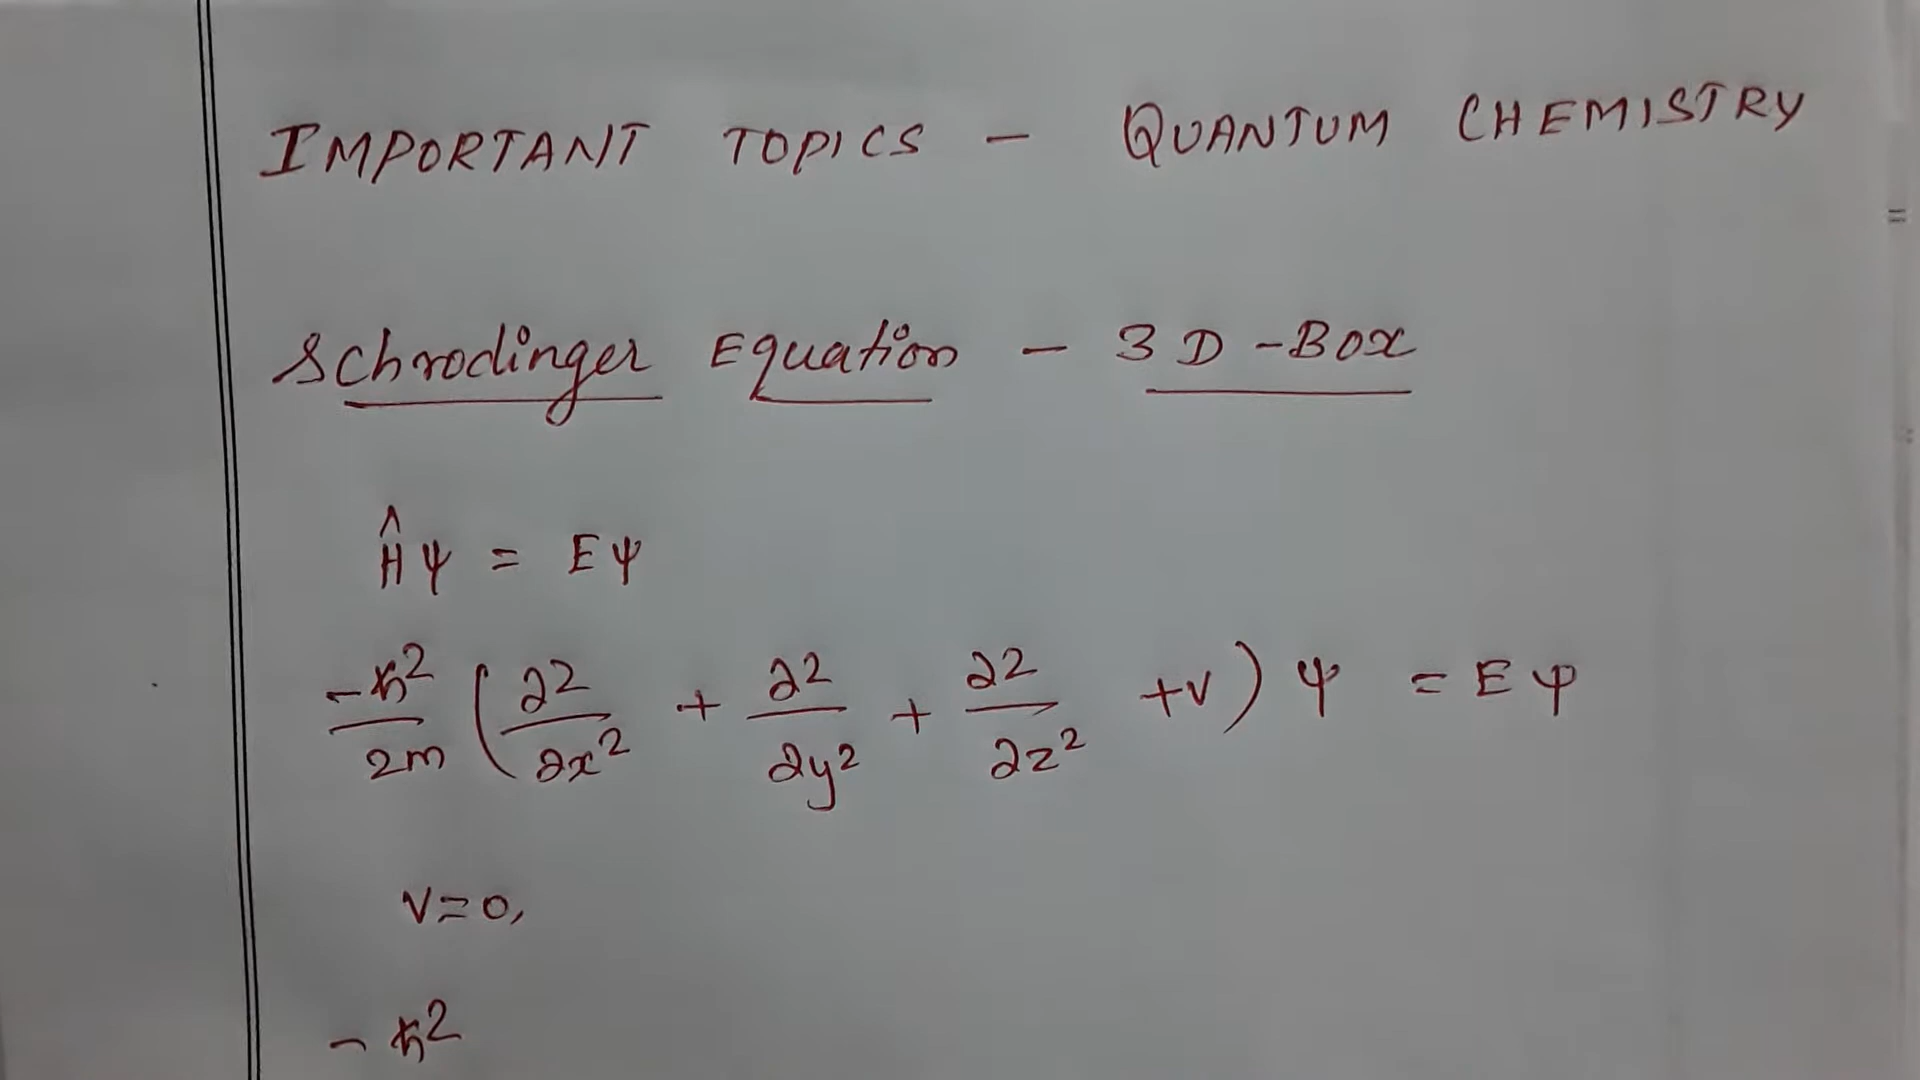 IMPORTANT TOPICS - QUANTUM CHEMISTRY
Schrodinger Equation - 3D-Box
Ĥψ = Eψ
-ℏ²/2m (∂²/∂x² + ∂²/∂y² + ∂²/∂z² +V) ψ = Eψ
V=0,
-ℏ²